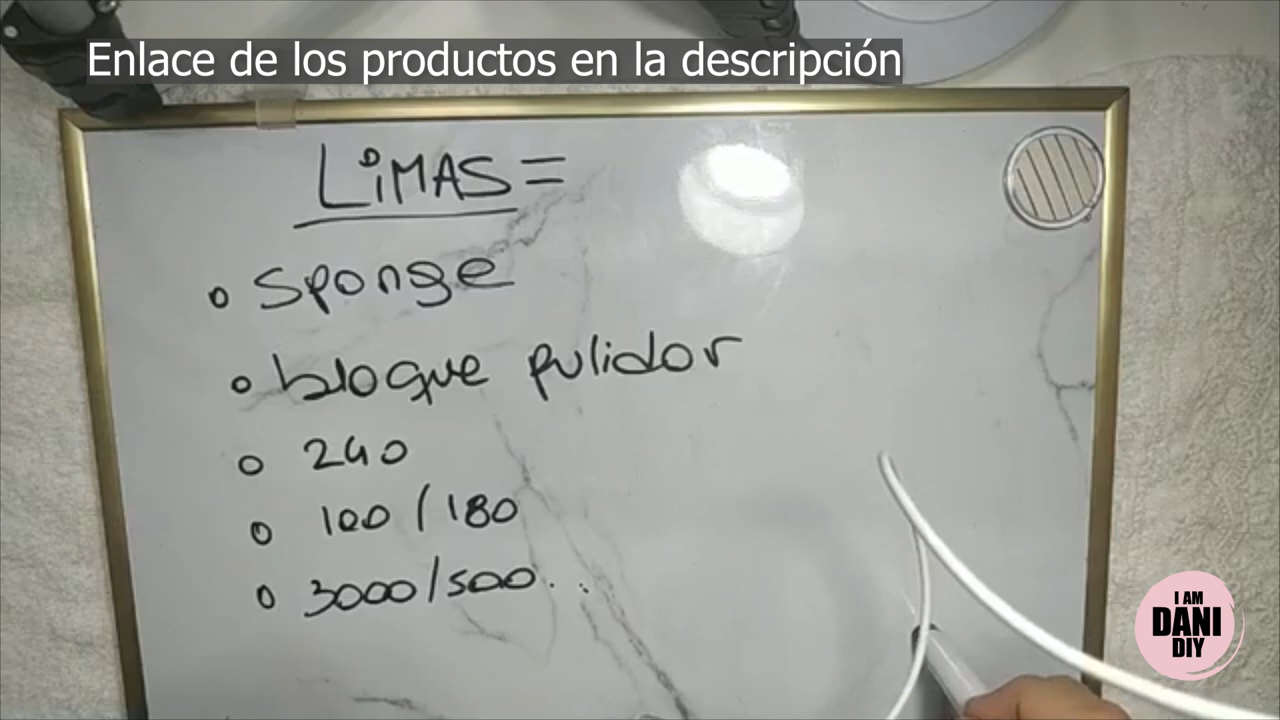 Enlace de los productos en la descripción
LiMAS =
sponge
bloque pulidor
240
100/180
3000/500..
I AM
DANI
DIY